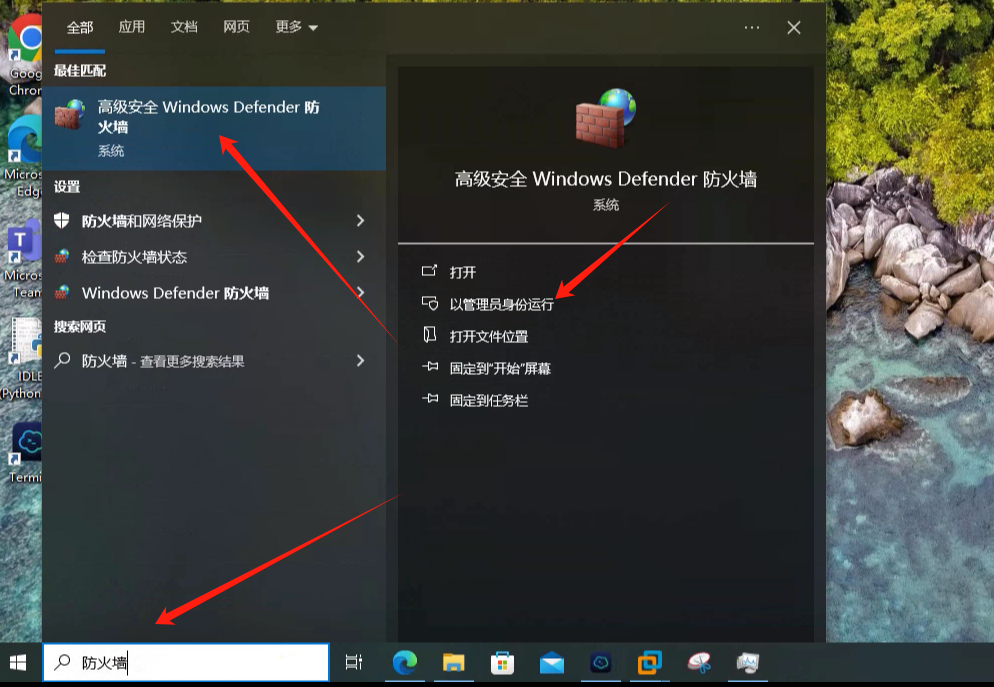 全部 应用 文档 网页 更多
最佳匹配
高级安全 Windows Defender 防
火墙
系统
设置
防火墙和网络保护
检查防火墙状态
Windows Defender 防火墙
搜索网页
防火墙 - 查看更多搜索结果
高级安全 Windows Defender 防火墙
系统
打开
以管理员身份运行
打开文件位置
固定到“开始”屏幕
固定到任务栏
Goog
Chron
Micros
Edg
Micros
Team
IDLE
(Python
Termi
防火墙